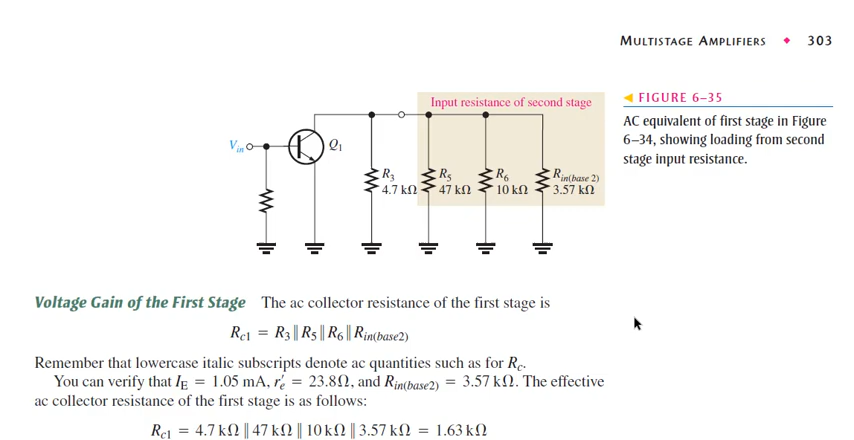 MULTISTAGE AMPLIFIERS ◆ 303
Input resistance of second stage
◀ FIGURE 6–35
AC equivalent of first stage in Figure
6–34, showing loading from second
stage input resistance.
Vin
Q1
R3
4.7 kΩ
R5
47 kΩ
R6
10 kΩ
Rin(base 2)
3.57 kΩ
Voltage Gain of the First Stage The ac collector resistance of the first stage is
Rc1 = R3 ∥ R5 ∥ R6 ∥ Rin(base2)
Remember that lowercase italic subscripts denote ac quantities such as for Rc.
You can verify that IE = 1.05 mA, r′e = 23.8Ω, and Rin(base2) = 3.57 kΩ. The effective
ac collector resistance of the first stage is as follows:
Rc1 = 4.7 kΩ ∥ 47 kΩ ∥ 10 kΩ ∥ 3.57 kΩ = 1.63 kΩ